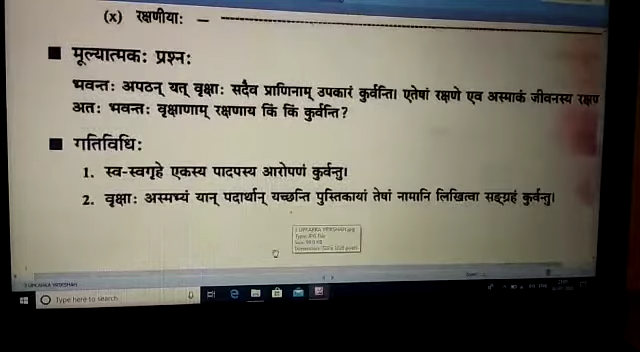 (x) रक्षणीयाः –
■ मूल्यात्मकः प्रश्नः
भवन्तः अपठन् यत् वृक्षाः सदैव प्राणिनाम् उपकारं कुर्वन्ति। एतेषां रक्षणे एव अस्माकं जीवनस्य रक्षण
अतः भवन्तः वृक्षाणाम् रक्षणाय किं किं कुर्वन्ति?
■ गतिविधिः
1. स्व-स्वगृहे एकस्य पादपस्य आरोपणं कुर्वन्तु।
2. वृक्षाः अस्मभ्यं यान् पदार्थान् यच्छन्ति पुस्तिकायां तेषां नामानि लिखित्वा सङ्ग्रहं कुर्वन्तु।
Type here to search